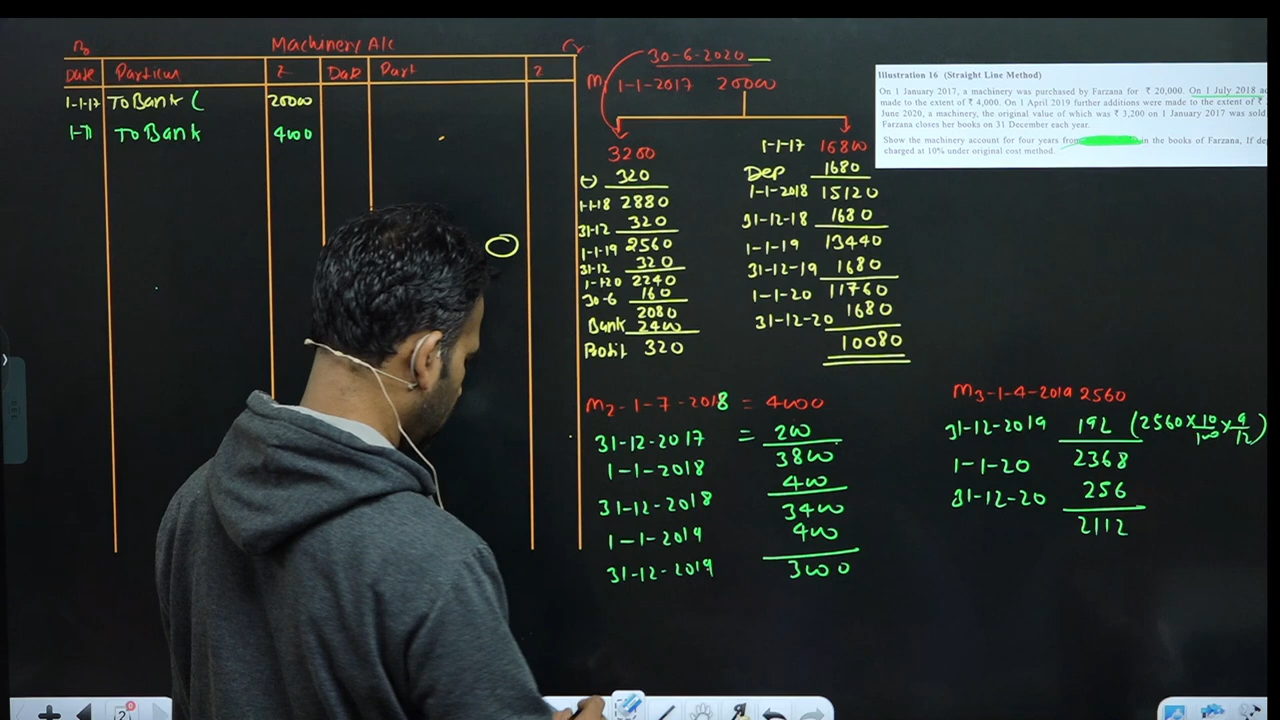 Machinery A/c
Dr
Cr
Date Particulars ₹ Date Part ₹
1-1-17 To Bank ( 20000
1-7 To Bank 4000
30-6-2020
M 1-1-2017 20000
3200
(-) 320
1-1-18 2880
31-12 320
1-1-19 2560
31-12 320
1-1-20 2240
30-6 160
2080
Bank 2400
Profit 320
1-1-17 16800
Dep 1680
1-1-2018 15120
31-12-18 1680
1-1-19 13440
31-12-19 1680
1-1-20 11760
31-12-20 1680
10080
M2-1-7-2018 = 4000
31-12-2017 = 200
1-1-2018 3800
400
31-12-2018 3400
1-1-2019 400
31-12-2019 3000
M3-1-4-2019 2560
31-12-2019 192 (2560×10/100×9/12)
1-1-20 2368
31-12-20 256
2112
Illustration 16 (Straight Line Method)
On 1 January 2017, a machinery was purchased by Farzana for ₹ 20,000. On 1 July 2018 ad
made to the extent of ₹ 4,000. On 1 April 2019 further additions were made to the extent of ₹
June 2020, a machinery, the original value of which was ₹ 3,200 on 1 January 2017 was sold
Farzana closes her books on 31 December each year.
Show the machinery account for four years from in the books of Farzana, If dep
charged at 10% under original cost method.
2